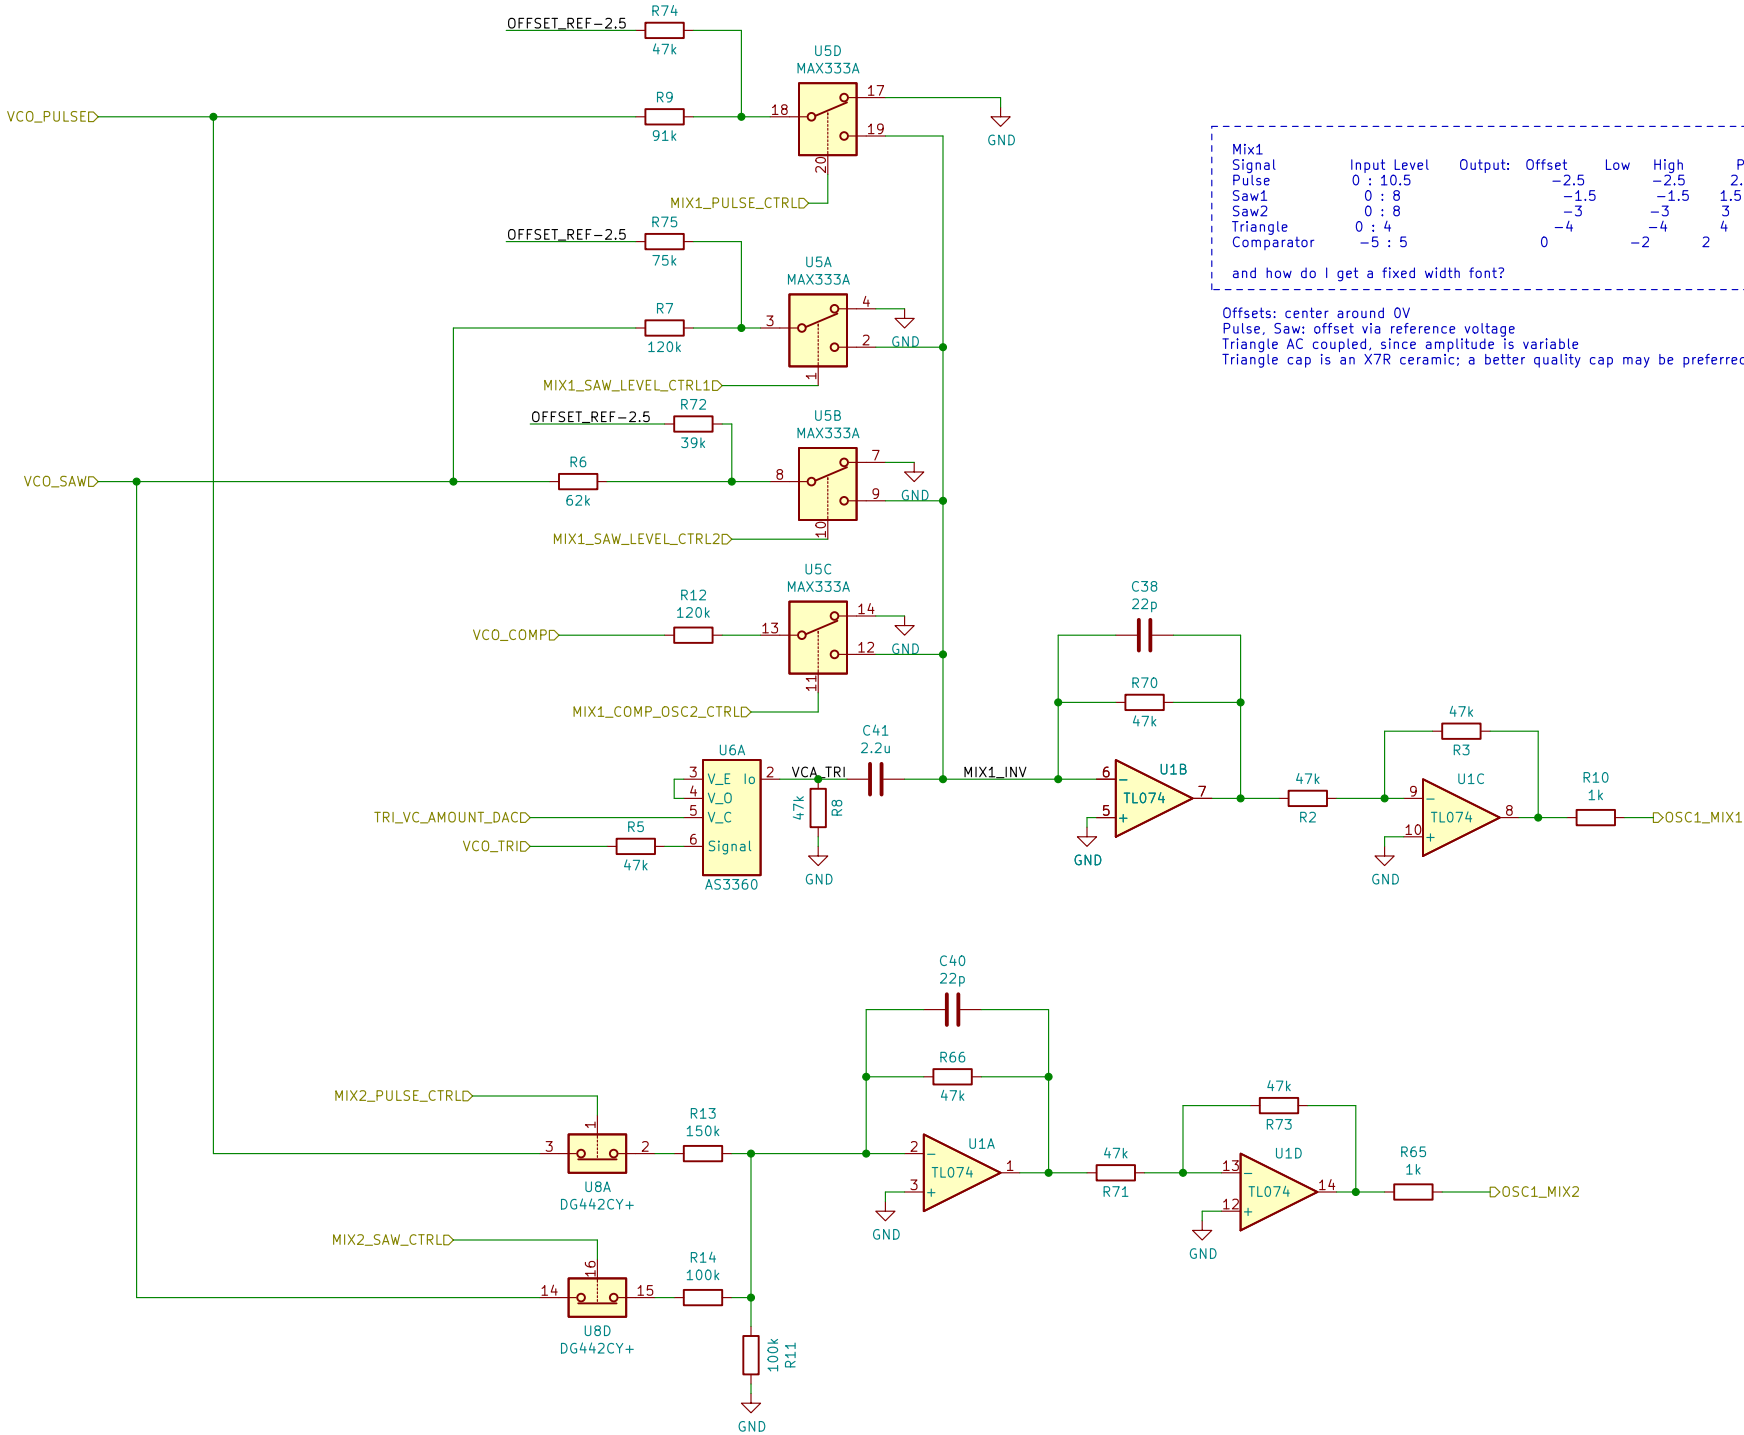 OFFSET_REF-2.5
R74
47k
U5D
MAX333A
VCO_PULSE
R9
91k
18
17
19
20
GND
MIX1_PULSE_CTRL
OFFSET_REF-2.5
R75
75k
U5A
MAX333A
R7
120k
3
4
2
1
GND
MIX1_SAW_LEVEL_CTRL1
OFFSET_REF-2.5
R72
39k
U5B
MAX333A
VCO_SAW
R6
62k
8
7
9
10
GND
MIX1_SAW_LEVEL_CTRL2
U5C
MAX333A
VCO_COMP
R12
120k
13
14
12
11
GND
MIX1_COMP_OSC2_CTRL
Mix1
Signal Input Level Output: Offset Low High P
Pulse 0 : 10.5 -2.5 -2.5 2.
Saw1 0 : 8 -1.5 -1.5 1.5
Saw2 0 : 8 -3 -3 3
Triangle 0 : 4 -4 -4 4
Comparator -5 : 5 0 -2 2
and how do I get a fixed width font?
Offsets: center around 0V
Pulse, Saw: offset via reference voltage
Triangle AC coupled, since amplitude is variable
Triangle cap is an X7R ceramic; a better quality cap may be preferred
U6A
3 V_E Io 2
4 V_O
5 V_C
6 Signal
AS3360
TRI_VC_AMOUNT_DAC
VCO_TRI
R5
47k
VCA_TRI
47k
R8
GND
C41
2.2u
MIX1_INV
C38
22p
R70
47k
U1B
TL074
6
5
7
-
+
GND
47k
R2
47k
R3
U1C
TL074
9
10
8
-
+
GND
R10
1k
OSC1_MIX1
C40
22p
R66
47k
MIX2_PULSE_CTRL
1
3
2
U8A
DG442CY+
R13
150k
U1A
TL074
2
3
1
-
+
GND
47k
R71
47k
R73
U1D
TL074
13
12
14
-
+
GND
R65
1k
OSC1_MIX2
MIX2_SAW_CTRL
16
14
15
U8D
DG442CY+
R14
100k
100k
R11
GND